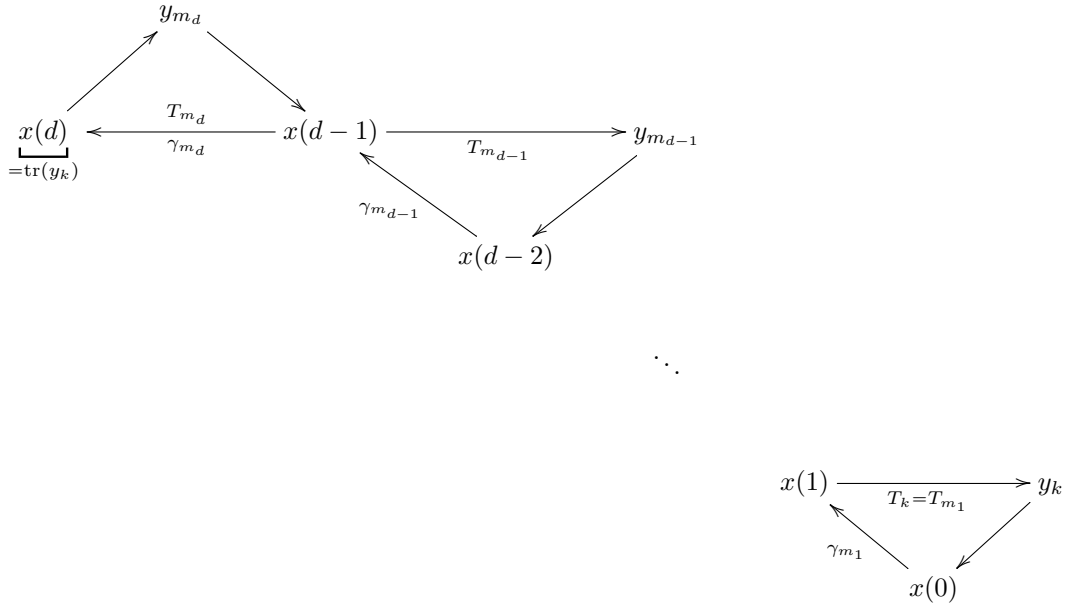 y_{m_d}
T_{m_d}
x(d) x(d − 1) y_{m_{d−1}}
γ_{m_d} T_{m_{d−1}}
=tr(y_k)
γ_{m_{d−1}}
x(d − 2)
⋱
x(1) y_k
T_k=T_{m_1}
γ_{m_1}
x(0)